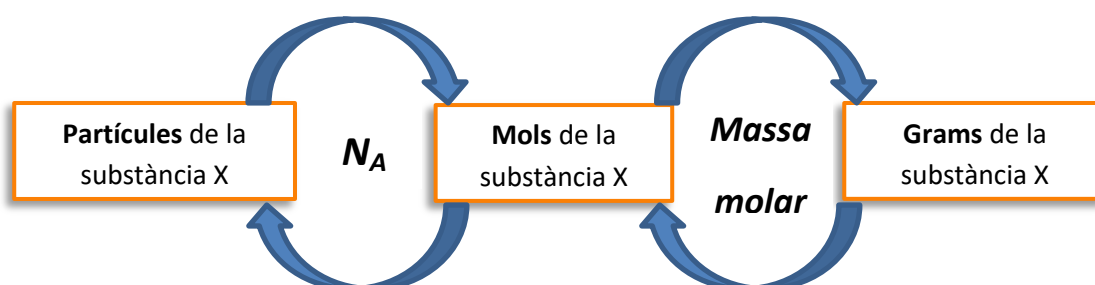 Partícules de la
substància X
N_A
Mols de la
substància X
Massa
molar
Grams de la
substància X